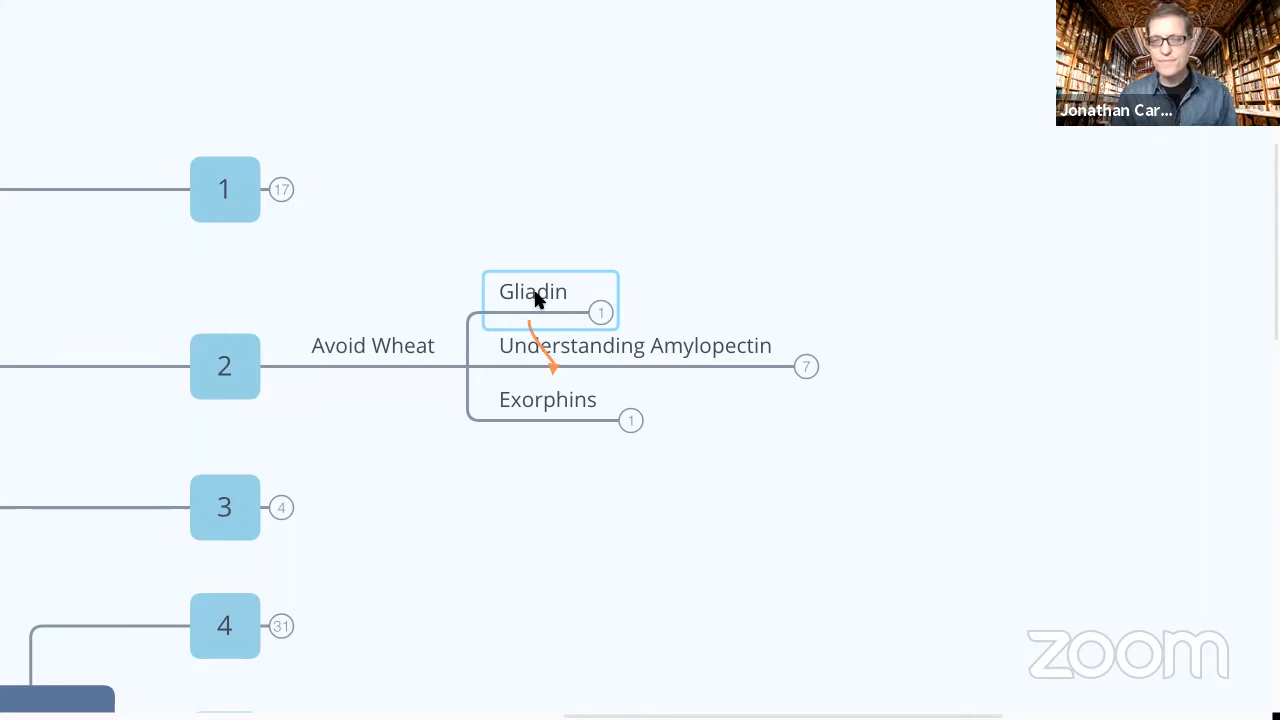 Jonathan Car...
1
17
Gliadin
1
Avoid Wheat
Understanding Amylopectin
2
7
Exorphins
1
3
4
4
31
zoom